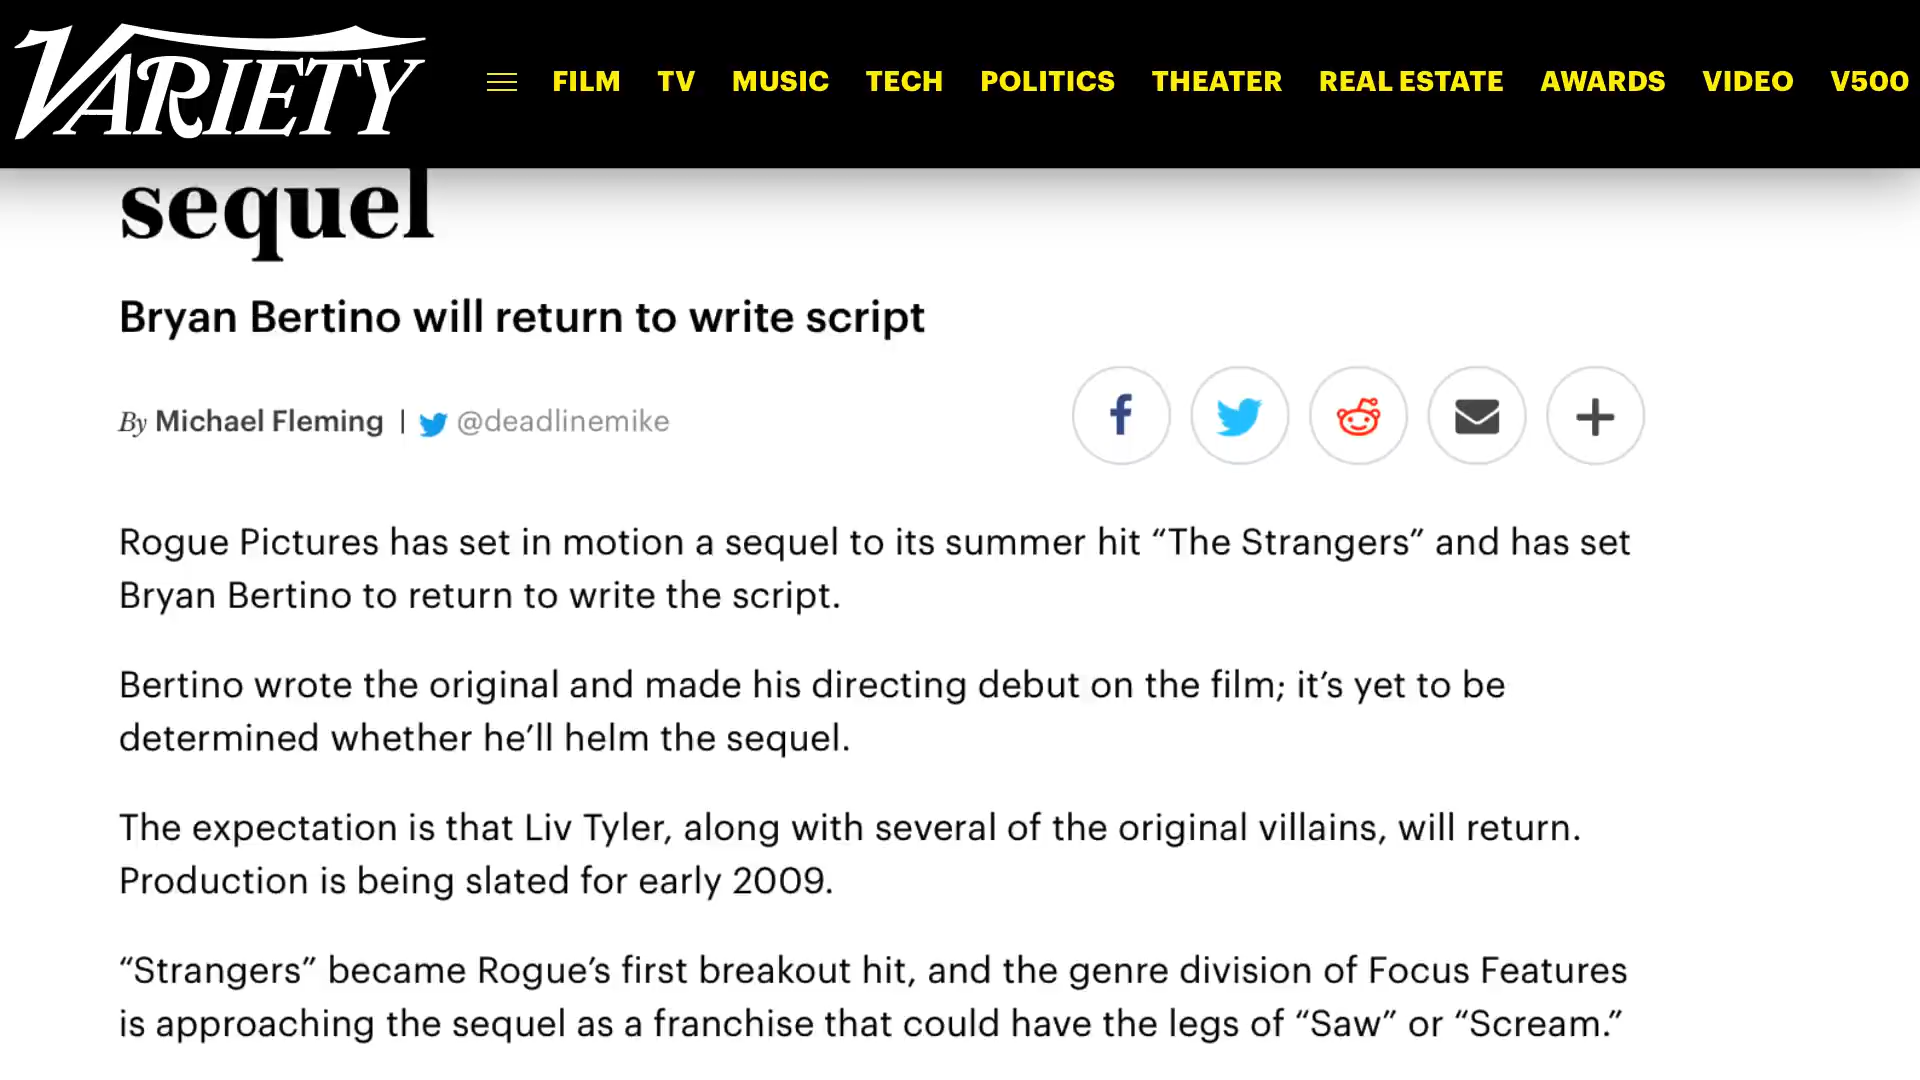 VARIETY
FILM TV MUSIC TECH POLITICS THEATER REAL ESTATE AWARDS VIDEO V500
sequel
Bryan Bertino will return to write script
By Michael Fleming | @deadlinemike
Rogue Pictures has set in motion a sequel to its summer hit “The Strangers” and has set
Bryan Bertino to return to write the script.
Bertino wrote the original and made his directing debut on the film; it’s yet to be
determined whether he’ll helm the sequel.
The expectation is that Liv Tyler, along with several of the original villains, will return.
Production is being slated for early 2009.
“Strangers” became Rogue’s first breakout hit, and the genre division of Focus Features
is approaching the sequel as a franchise that could have the legs of “Saw” or “Scream.”